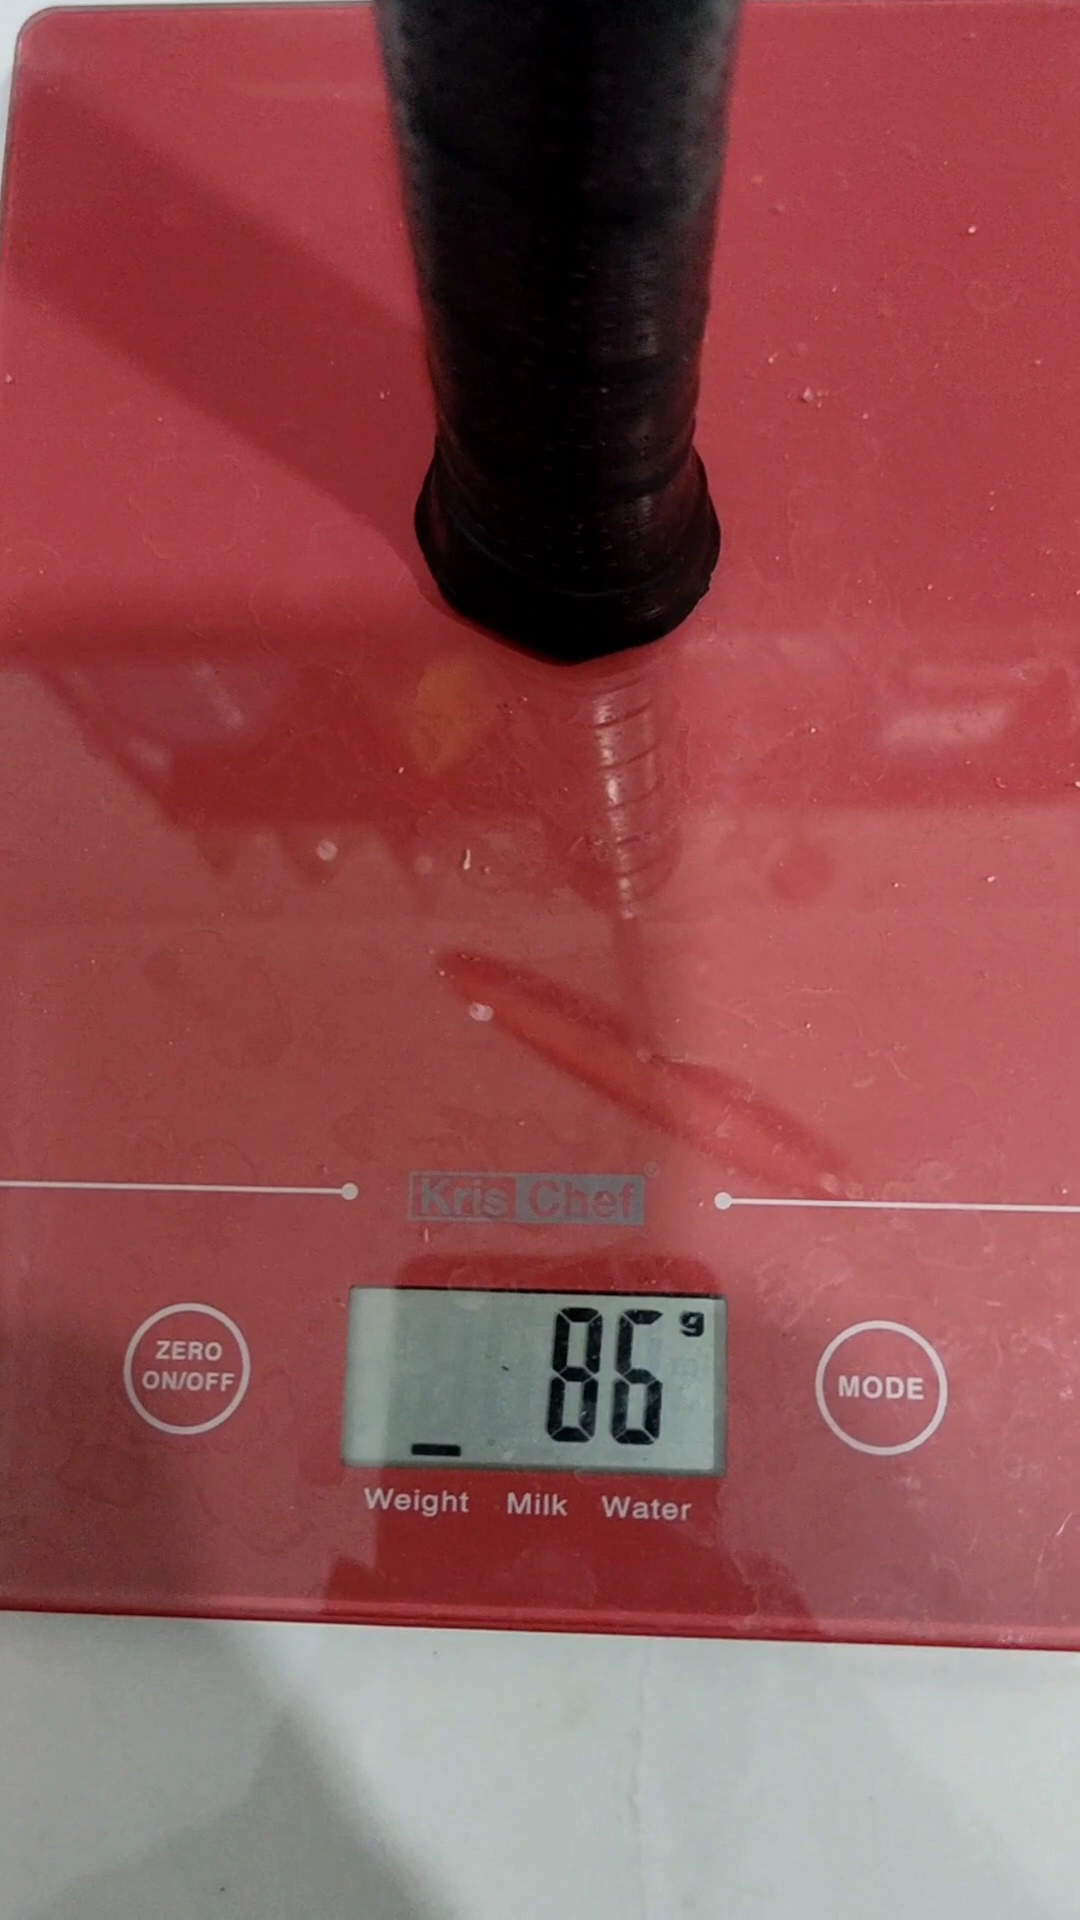 Kris Chef®
ZERO
ON/OFF
86 g
MODE
Weight Milk Water